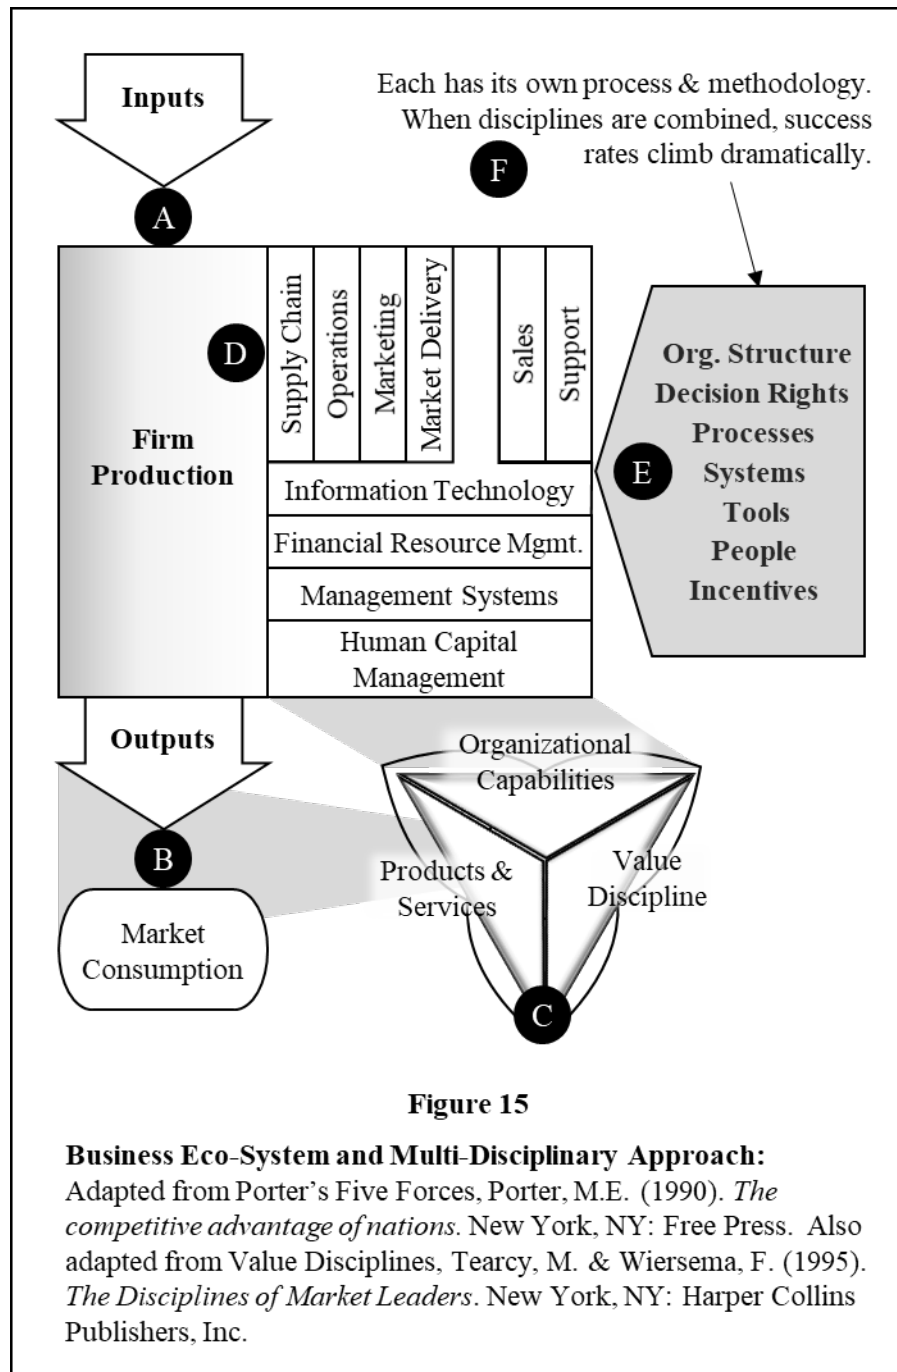 Inputs
Each has its own process & methodology.
When disciplines are combined, success
rates climb dramatically.
F
A
D
Firm
Production
Supply Chain
Operations
Marketing
Market Delivery
Sales
Support
Information Technology
Financial Resource Mgmt.
Management Systems
Human Capital
Management
E
Org. Structure
Decision Rights
Processes
Systems
Tools
People
Incentives
Outputs
B
Market
Consumption
Organizational
Capabilities
Products &
Services
Value
Discipline
C
Figure 15
Business Eco-System and Multi-Disciplinary Approach:
Adapted from Porter’s Five Forces, Porter, M.E. (1990). The
competitive advantage of nations. New York, NY: Free Press. Also
adapted from Value Disciplines, Tearcy, M. & Wiersema, F. (1995).
The Disciplines of Market Leaders. New York, NY: Harper Collins
Publishers, Inc.